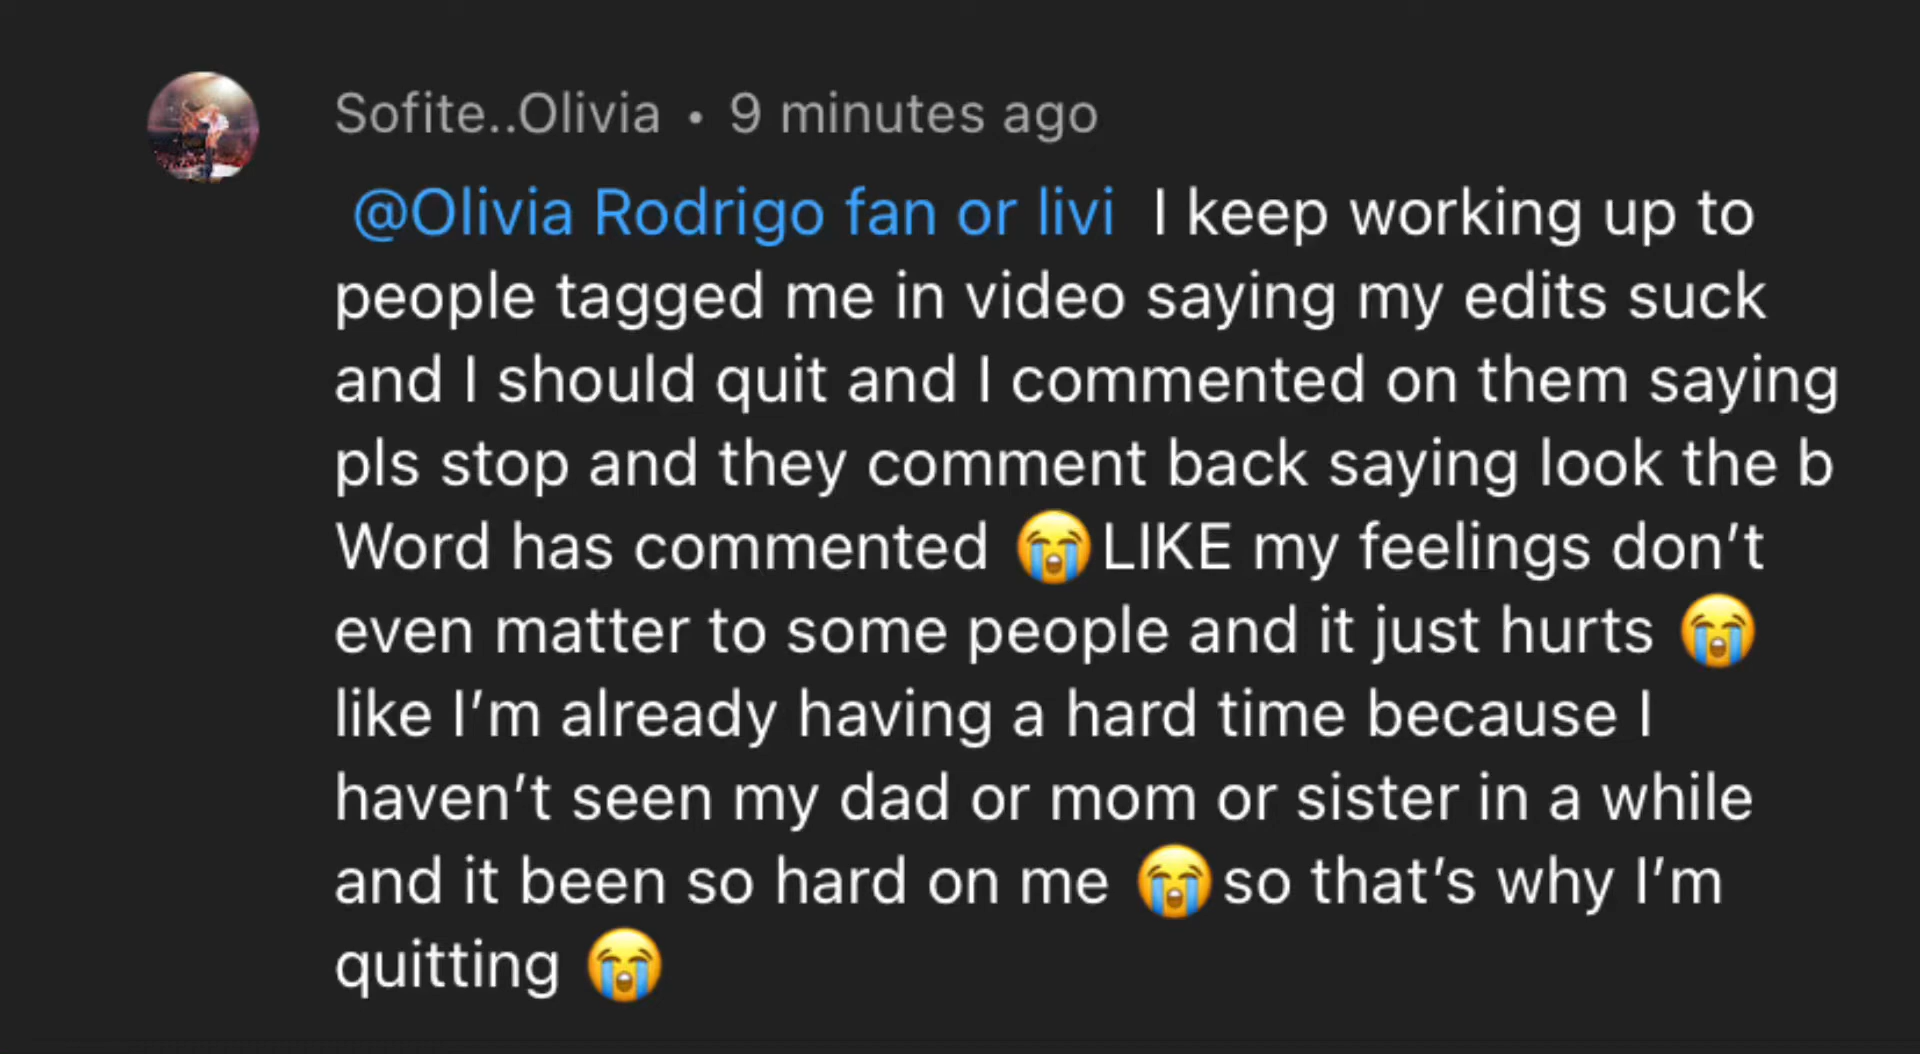 Sofite..Olivia • 9 minutes ago
@Olivia Rodrigo fan or livi I keep working up to
people tagged me in video saying my edits suck
and I should quit and I commented on them saying
pls stop and they comment back saying look the b
Word has commented 😭LIKE my feelings don’t
even matter to some people and it just hurts 😭
like I’m already having a hard time because I
haven’t seen my dad or mom or sister in a while
and it been so hard on me 😭so that’s why I’m
quitting 😭